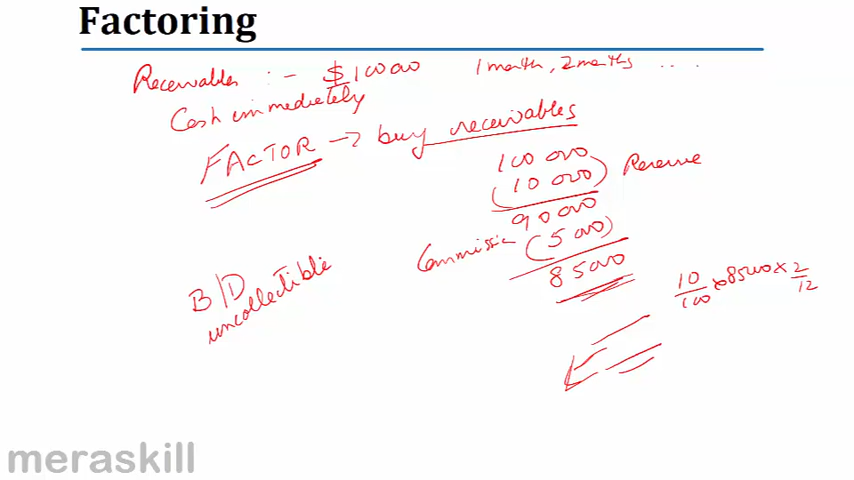 Factoring
Receivables :- $100000 1 month, 2 months ....
Cash immediately
FACTOR → buy receivables
100 000
(10 000) Reserve
90 000
Commission (5 000)
85 000
B/D
uncollectible
10/100 × 85000 × 2/12
meraskill